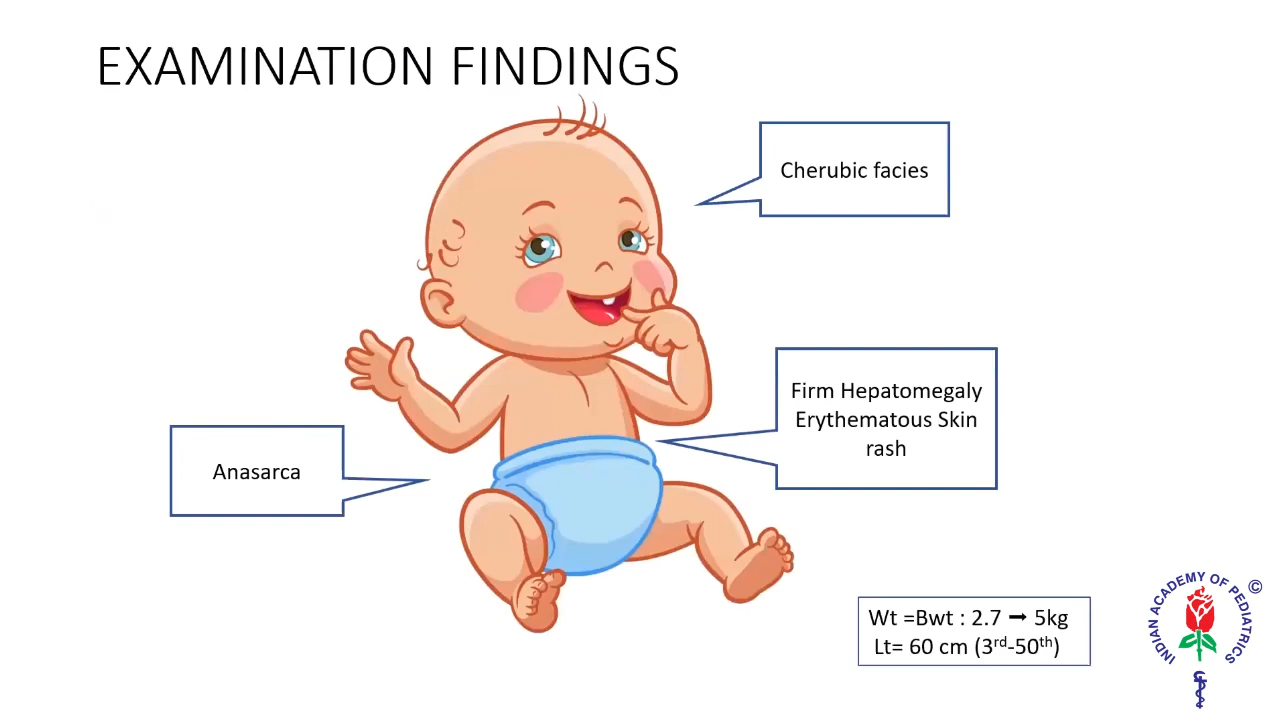 EXAMINATION FINDINGS
Cherubic facies
Firm Hepatomegaly
Erythematous Skin
rash
Anasarca
Wt =Bwt : 2.7 ➞ 5kg
Lt= 60 cm (3rd-50th)
INDIAN ACADEMY OF PEDIATRICS
©